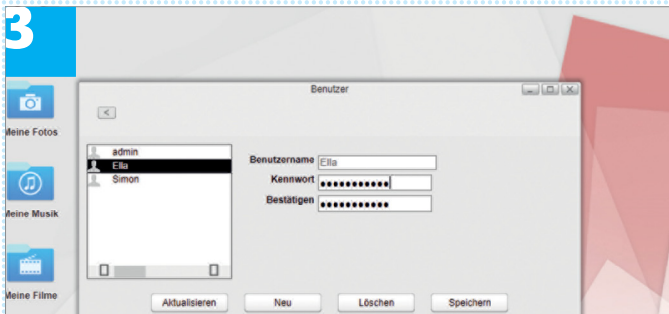 3
Benutzer
<
Meine Fotos
admin
Ella
Simon
Benutzername Ella
Kennwort •••••••••••
Bestätigen •••••••••••
Meine Musik
Meine Filme
Aktualisieren Neu Löschen Speichern